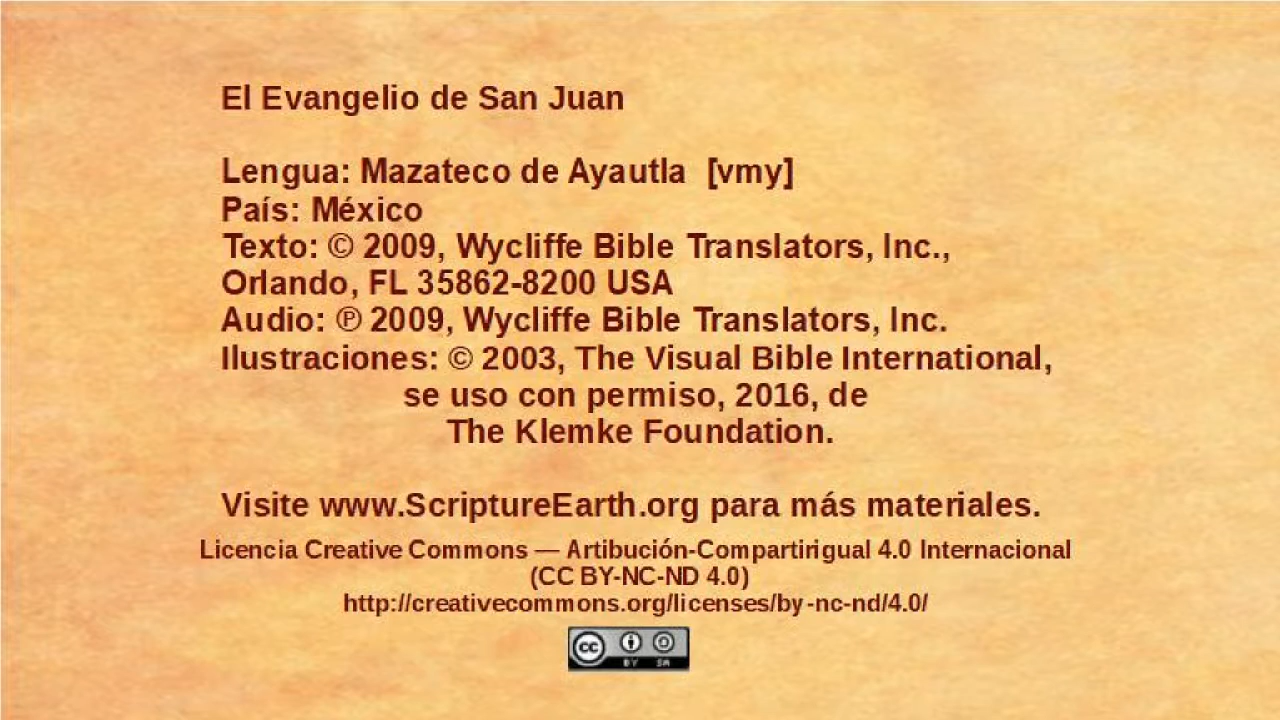 El Evangelio de San Juan
Lengua: Mazateco de Ayautla [vmy]
País: México
Texto: © 2009, Wycliffe Bible Translators, Inc.,
Orlando, FL 35862-8200 USA
Audio: ℗ 2009, Wycliffe Bible Translators, Inc.
Ilustraciones: © 2003, The Visual Bible International,
se uso con permiso, 2016, de
The Klemke Foundation.
Visite www.ScriptureEarth.org para más materiales.
Licencia Creative Commons — Artibución-Compartirigual 4.0 Internacional
(CC BY-NC-ND 4.0)
http://creativecommons.org/licenses/by-nc-nd/4.0/
cc BY SA